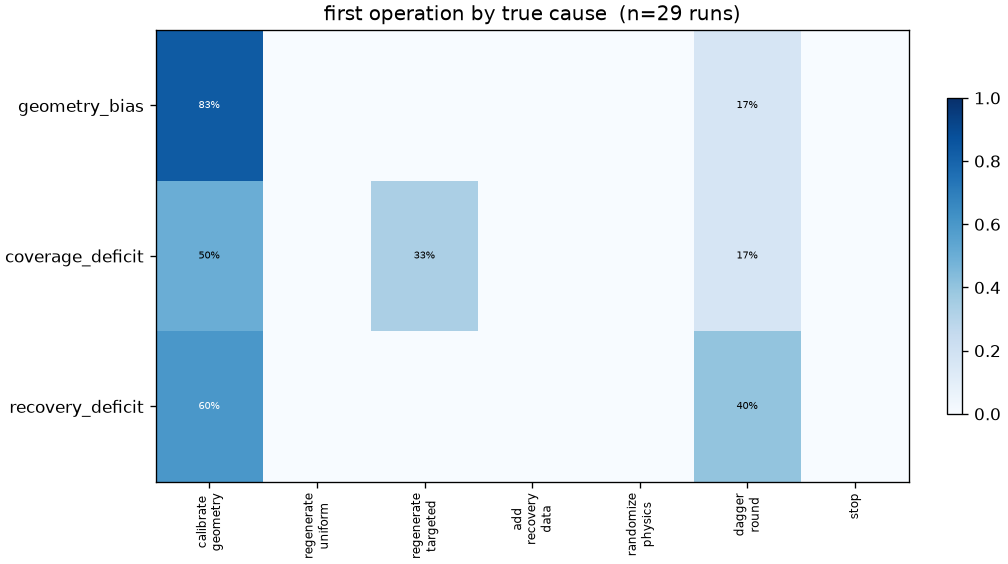 first operation by true cause  (n=29 runs)
geometry_bias
83%
17%
1.0
0.8
coverage_deficit
50%
33%
17%
0.6
0.4
recovery_deficit
60%
40%
0.2
0.0
calibrate
geometry
regenerate
uniform
regenerate
targeted
add
recovery
data
randomize
physics
dagger
round
stop